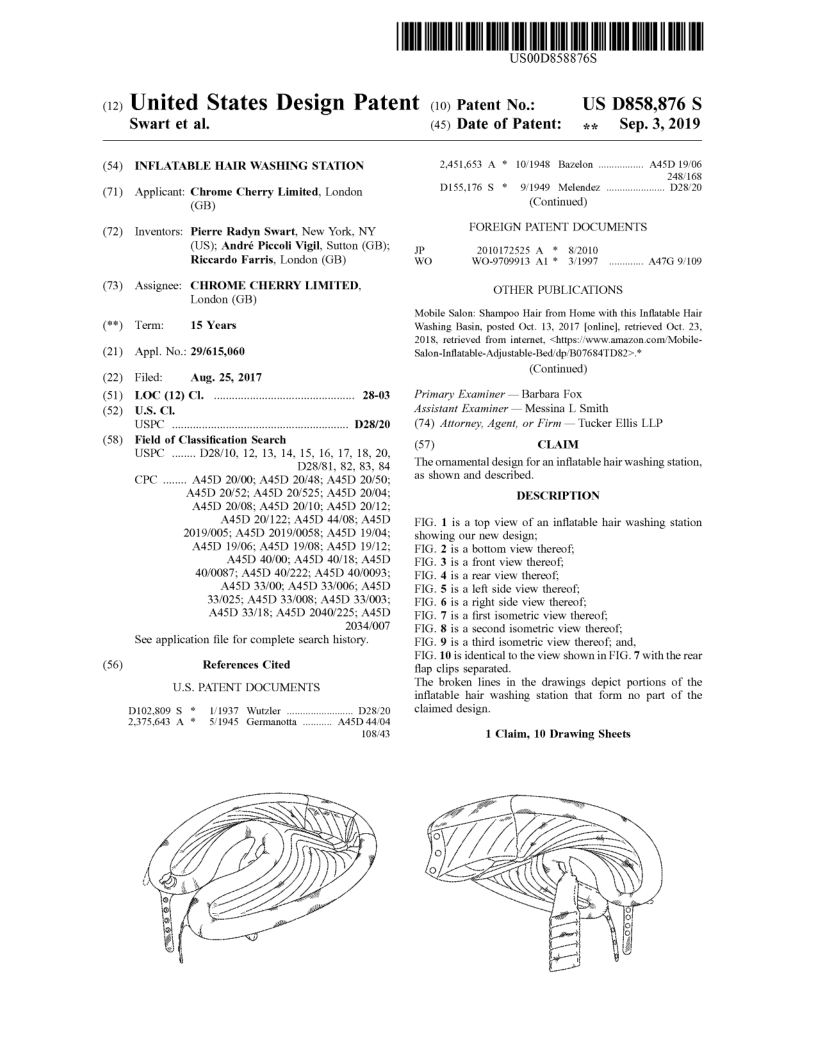 US00D858876S
(12) United States Design Patent
Swart et al.
(10) Patent No.: US D858,876 S
(45) Date of Patent: ** Sep. 3, 2019
(54) INFLATABLE HAIR WASHING STATION
(71) Applicant: Chrome Cherry Limited, London
(GB)
(72) Inventors: Pierre Radyn Swart, New York, NY
(US); André Piccoli Vigil, Sutton (GB);
Riccardo Farris, London (GB)
(73) Assignee: CHROME CHERRY LIMITED,
London (GB)
(**) Term: 15 Years
(21) Appl. No.: 29/615,060
(22) Filed: Aug. 25, 2017
(51) LOC (12) Cl. ................................................ 28-03
(52) U.S. Cl.
USPC ............................................................ D28/20
(58) Field of Classification Search
USPC ........ D28/10, 12, 13, 14, 15, 16, 17, 18, 20,
D28/81, 82, 83, 84
CPC ........ A45D 20/00; A45D 20/48; A45D 20/50;
A45D 20/52; A45D 20/525; A45D 20/04;
A45D 20/08; A45D 20/10; A45D 20/12;
A45D 20/122; A45D 44/08; A45D
2019/005; A45D 2019/0058; A45D 19/04;
A45D 19/06; A45D 19/08; A45D 19/12;
A45D 40/00; A45D 40/18; A45D
40/0087; A45D 40/222; A45D 40/0093;
A45D 33/00; A45D 33/006; A45D
33/025; A45D 33/008; A45D 33/003;
A45D 33/18; A45D 2040/225; A45D
2034/007
See application file for complete search history.
(56) References Cited
U.S. PATENT DOCUMENTS
D102,809 S * 1/1937 Wutzler ......................... D28/20
2,375,643 A * 5/1945 Germanotta ........... A45D 44/04
108/43
2,451,653 A * 10/1948 Bazelon ................. A45D 19/06
248/168
D155,176 S * 9/1949 Melendez ...................... D28/20
(Continued)
FOREIGN PATENT DOCUMENTS
JP 2010172525 A * 8/2010
WO WO-9709913 A1 * 3/1997 ............. A47G 9/109
OTHER PUBLICATIONS
Mobile Salon: Shampoo Hair from Home with this Inflatable Hair
Washing Basin, posted Oct. 13, 2017 [online], retrieved Oct. 23,
2018, retrieved from internet, <https://www.amazon.com/Mobile-
Salon-Inflatable-Adjustable-Bed/dp/B07684TD82>.*
(Continued)
Primary Examiner — Barbara Fox
Assistant Examiner — Messina L Smith
(74) Attorney, Agent, or Firm — Tucker Ellis LLP
(57) CLAIM
The ornamental design for an inflatable hair washing station,
as shown and described.
DESCRIPTION
FIG. 1 is a top view of an inflatable hair washing station
showing our new design;
FIG. 2 is a bottom view thereof;
FIG. 3 is a front view thereof;
FIG. 4 is a rear view thereof;
FIG. 5 is a left side view thereof;
FIG. 6 is a right side view thereof;
FIG. 7 is a first isometric view thereof;
FIG. 8 is a second isometric view thereof;
FIG. 9 is a third isometric view thereof; and,
FIG. 10 is identical to the view shown in FIG. 7 with the rear
flap clips separated.
The broken lines in the drawings depict portions of the
inflatable hair washing station that form no part of the
claimed design.
1 Claim, 10 Drawing Sheets